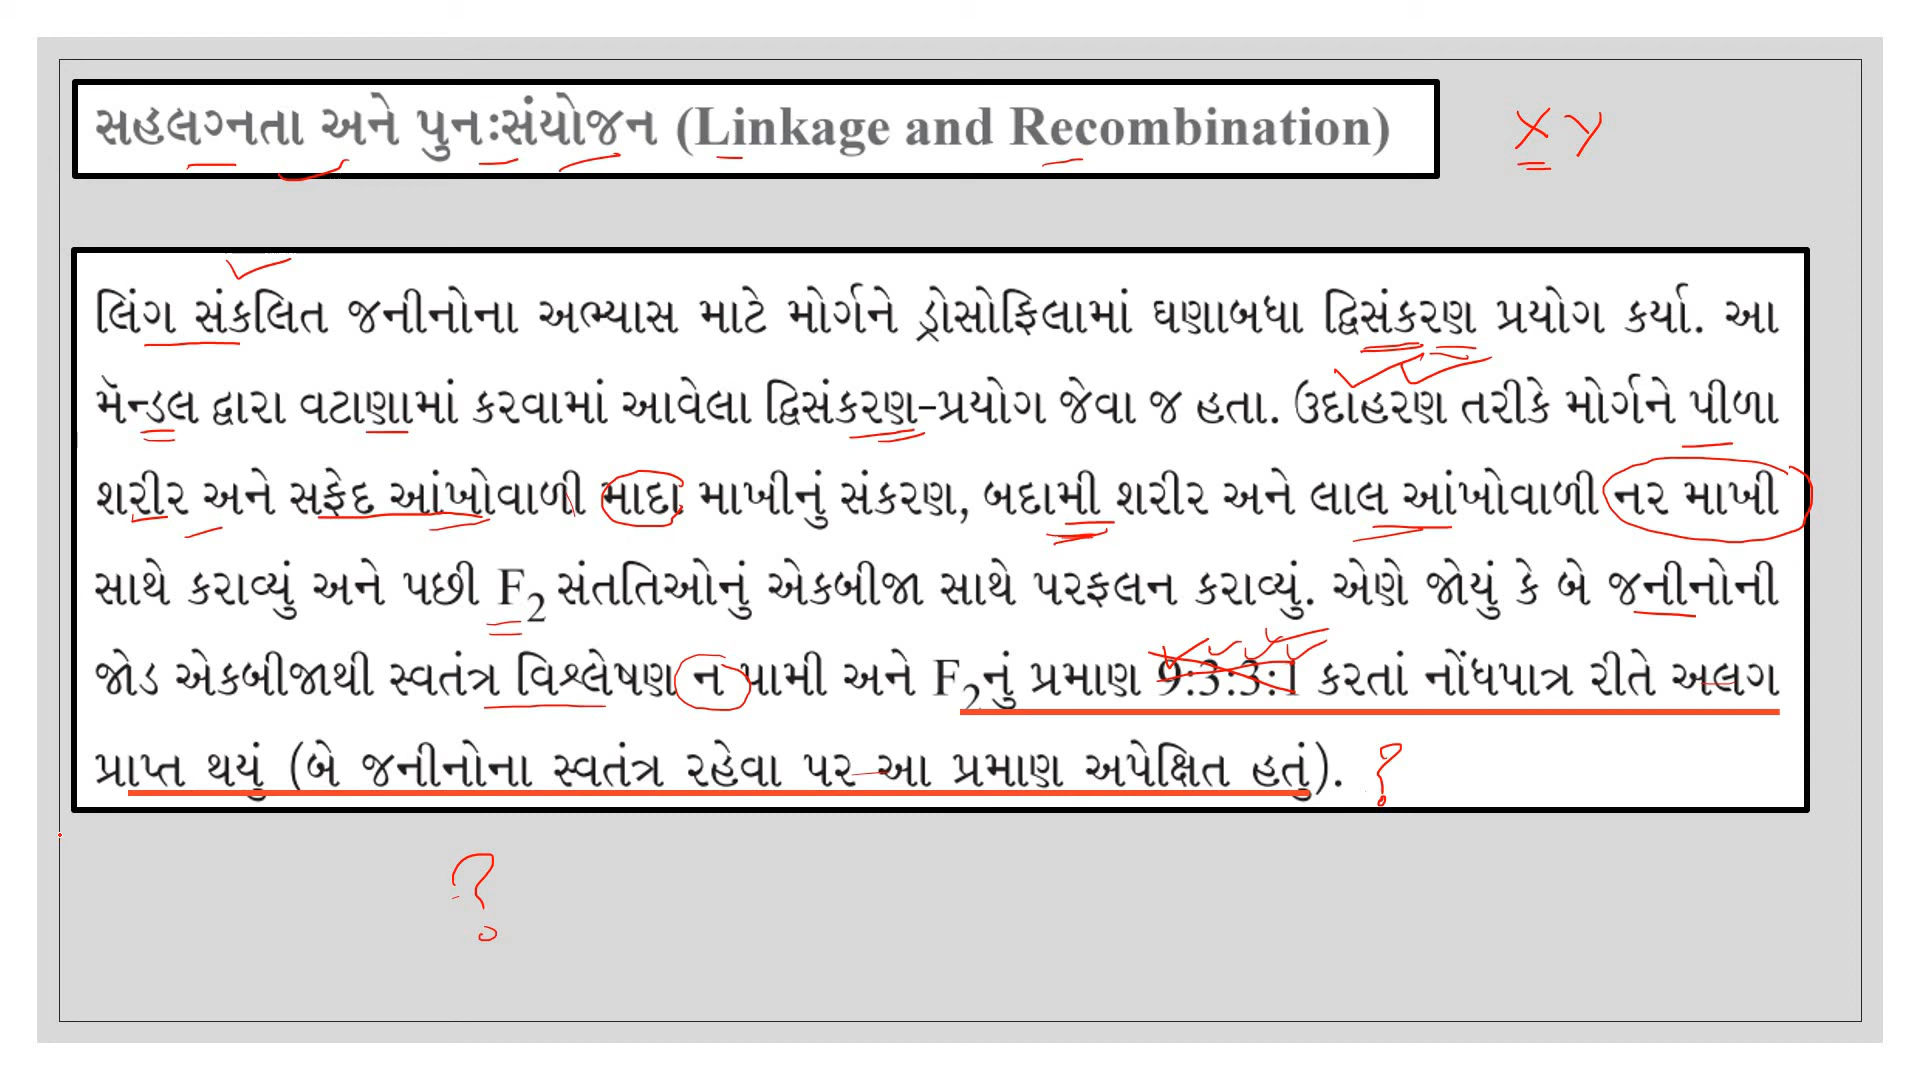 સહલગ્નતા અને પુનઃસંયોજન (Linkage and Recombination)
X Y
લિંગ સંકલિત જનીનોના અભ્યાસ માટે મોર્ગને ડ્રોસોફિલામાં ઘણાબધા દ્વિસંકરણ પ્રયોગ કર્યા. આ
મૅન્ડલ દ્વારા વટાણામાં કરવામાં આવેલા દ્વિસંકરણ-પ્રયોગ જેવા જ હતા. ઉદાહરણ તરીકે મોર્ગને પીળા
શરીર અને સફેદ આંખોવાળી માદા માખીનું સંકરણ, બદામી શરીર અને લાલ આંખોવાળી નર માખી
સાથે કરાવ્યું અને પછી F2 સંતતિઓનું એકબીજા સાથે પરફલન કરાવ્યું. એણે જોયું કે બે જનીનોની
જોડ એકબીજાથી સ્વતંત્ર વિશ્લેષણ ન પામી અને F2નું પ્રમાણ 9:3:3:1 કરતાં નોંધપાત્ર રીતે અલગ
પ્રાપ્ત થયું (બે જનીનોના સ્વતંત્ર રહેવા પર આ પ્રમાણ અપેક્ષિત હતું). ?
?